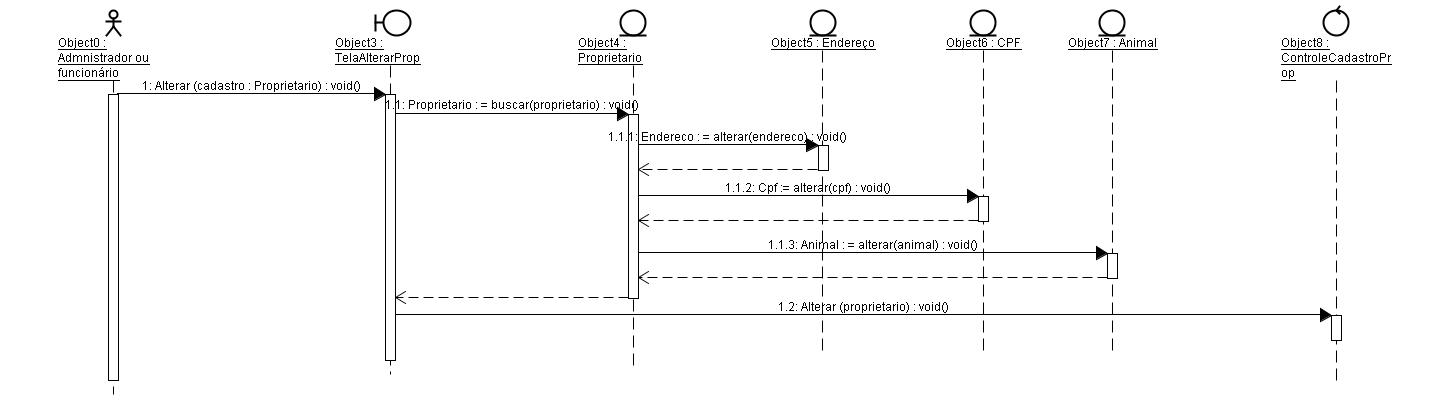 Object0 :
Admnistrador ou
funcionário
Object3 :
TelaAlterarProp
Object4 :
Proprietario
Object5 : Endereço
Object6 : CPF
Object7 : Animal
Object8 :
ControleCadastroPr
op
1: Alterar (cadastro : Proprietario) : void()
1.1: Proprietario : = buscar(proprietario) : void()
1.1.1: Endereco : = alterar(endereco) : void()
1.1.2: Cpf := alterar(cpf) : void()
1.1.3: Animal : = alterar(animal) : void()
1.2: Alterar (proprietario) : void()